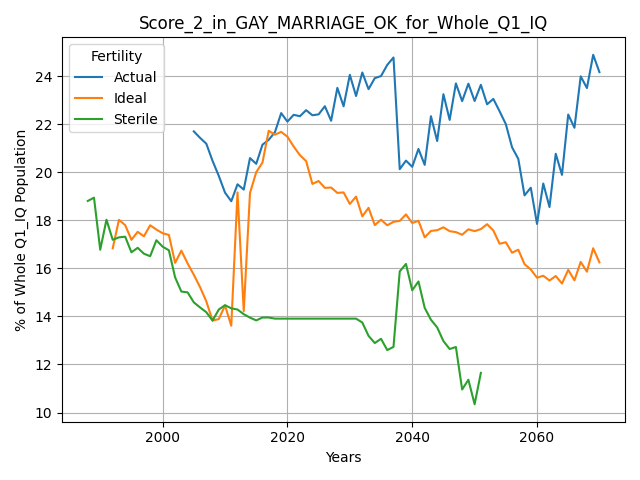 Score_2_in_GAY_MARRIAGE_OK_for_Whole_Q1_IQ
Fertility
Actual
Ideal
Sterile
% of Whole Q1_IQ Population
24
22
20
18
16
14
12
10
2000
2020
2040
2060
Years